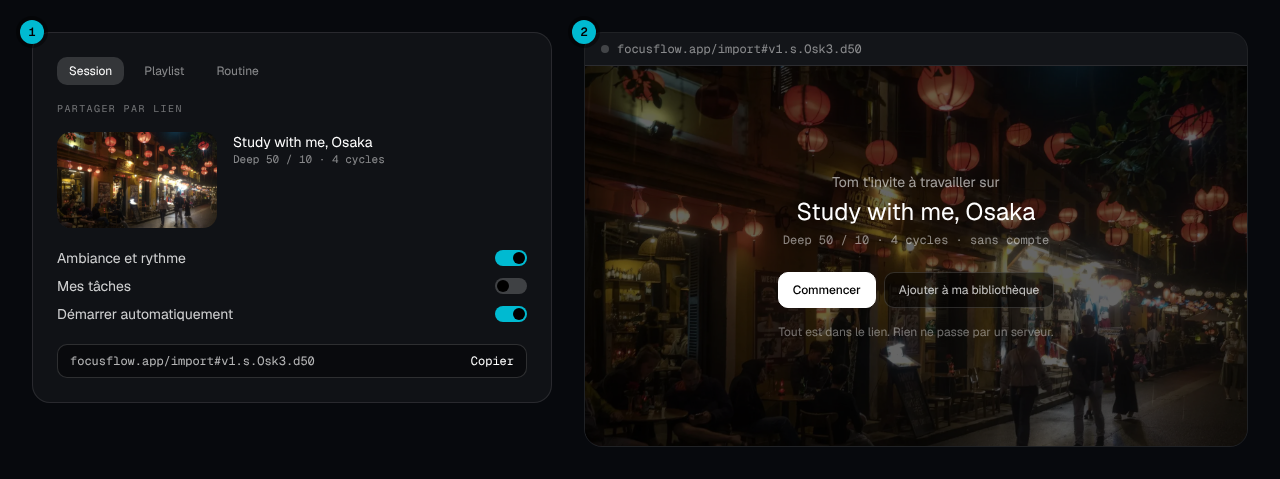 1
Session Playlist Routine
PARTAGER PAR LIEN
Study with me, Osaka
Deep 50 / 10 · 4 cycles
Ambiance et rythme
Mes tâches
Démarrer automatiquement
focusflow.app/import#v1.s.Osk3.d50 Copier
2
focusflow.app/import#v1.s.Osk3.d50
Tom t'invite à travailler sur
Study with me, Osaka
Deep 50 / 10 · 4 cycles · sans compte
Commencer Ajouter à ma bibliothèque
Tout est dans le lien. Rien ne passe par un serveur.